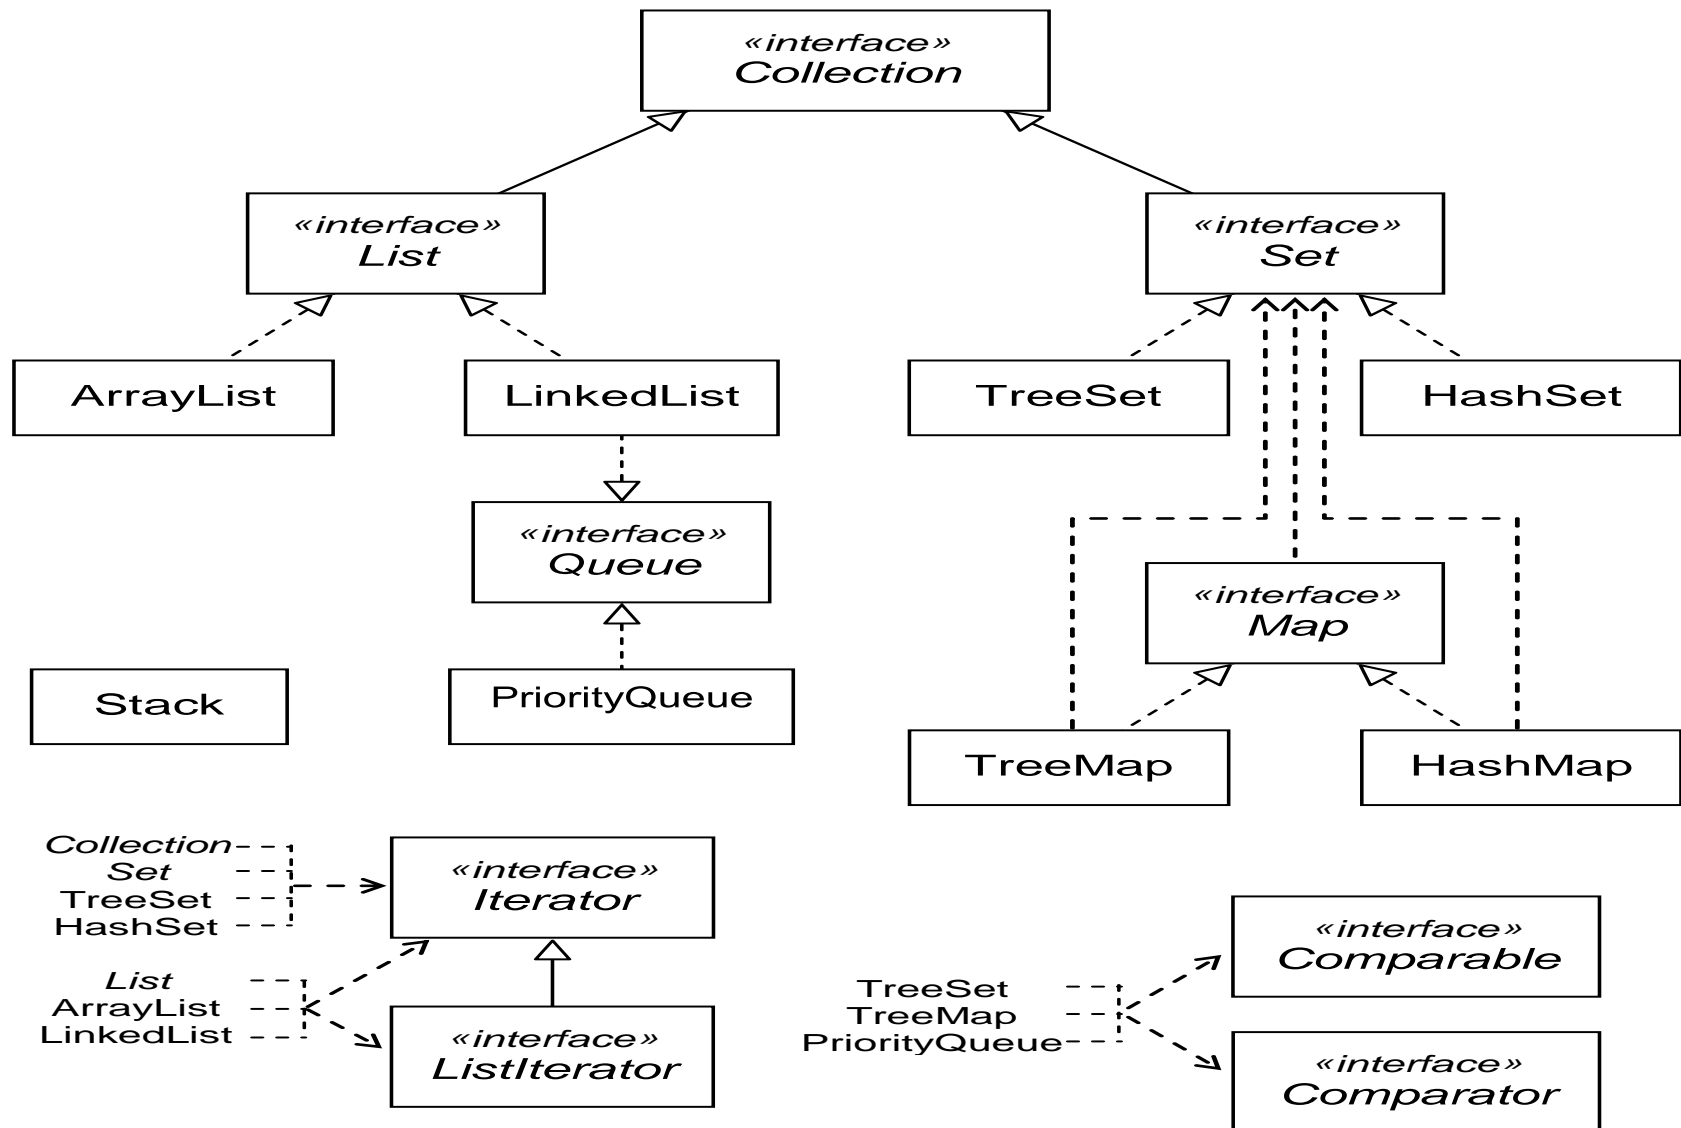 «interface»
Collection
«interface»
List
«interface»
Set
ArrayList
LinkedList
TreeSet
HashSet
«interface»
Queue
«interface»
Map
Stack
PriorityQueue
TreeMap
HashMap
Collection
Set
TreeSet
HashSet
«interface»
Iterator
List
ArrayList
LinkedList
«interface»
ListIterator
TreeSet
TreeMap
PriorityQueue
«interface»
Comparable
«interface»
Comparator